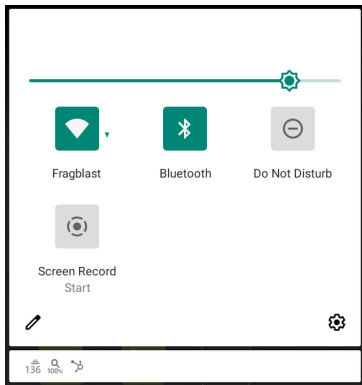 Fragblast
Bluetooth
Do Not Disturb
Screen Record
Start
136
100%